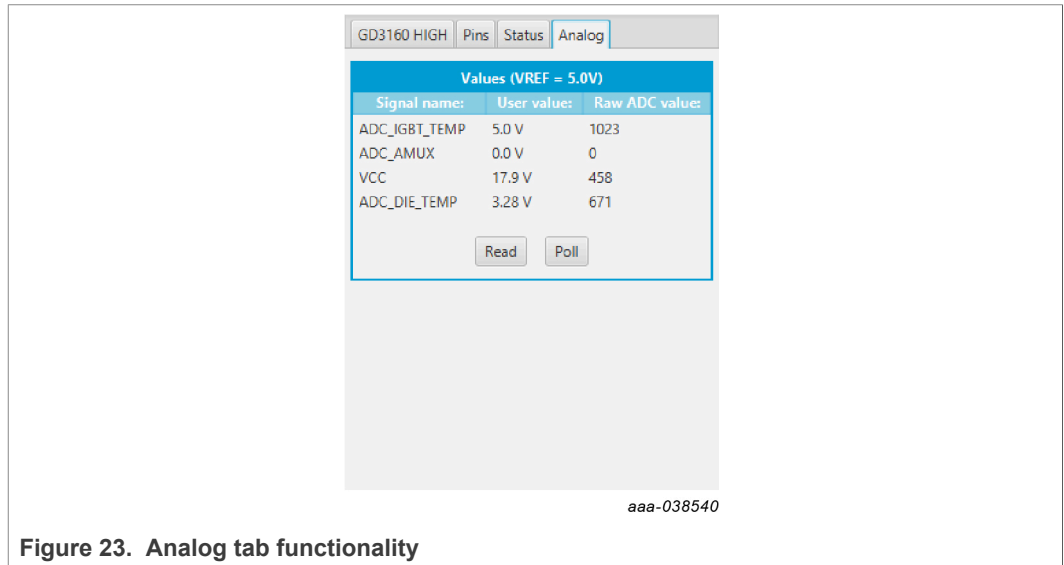 GD3160 HIGH Pins Status Analog
Values (VREF = 5.0V)
Signal name: User value: Raw ADC value:
ADC_IGBT_TEMP 5.0 V 1023
ADC_AMUX 0.0 V 0
VCC 17.9 V 458
ADC_DIE_TEMP 3.28 V 671
Read Poll
aaa-038540
Figure 23. Analog tab functionality